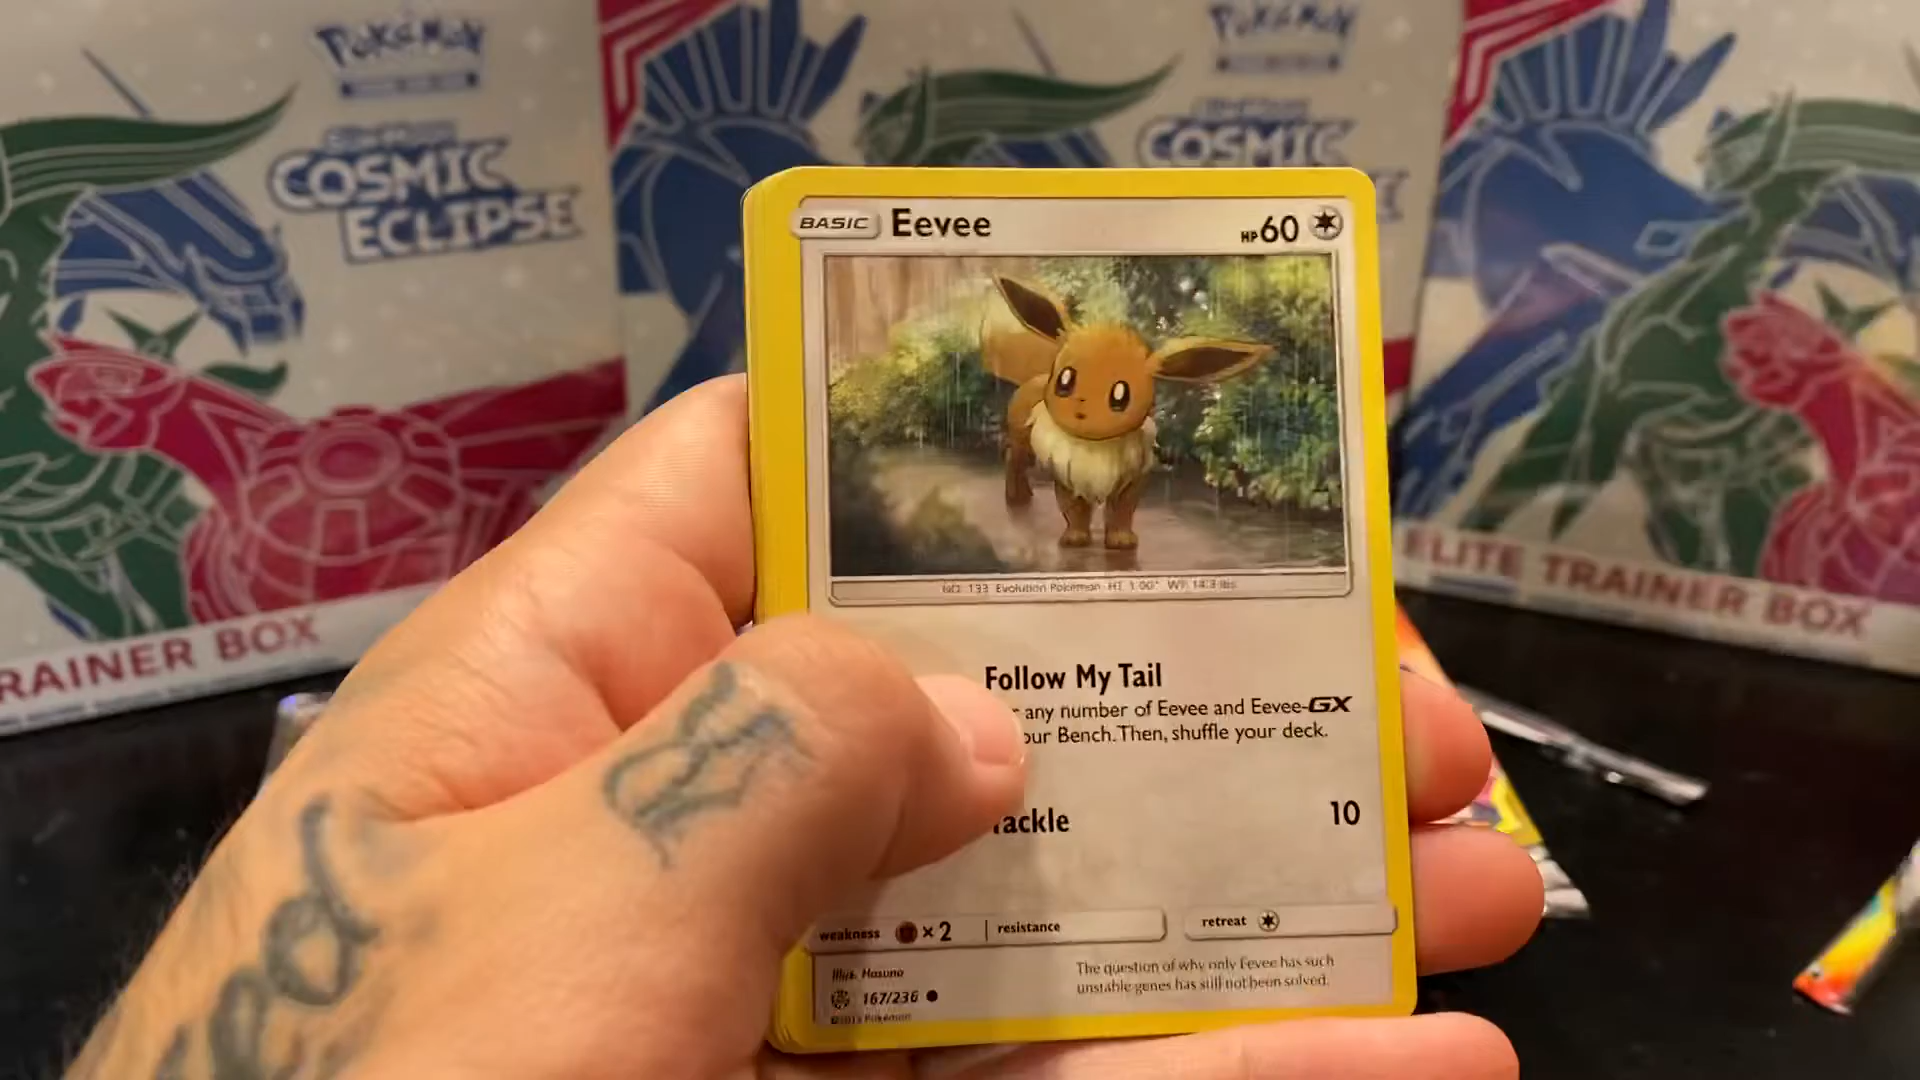 Pokémon
COSMIC
ECLIPSE
TRAINER BOX
Pokémon
COSMIC
ELITE TRAINER BOX
BASIC Eevee HP 60
NO. 133 Evolution Pokémon HT: 1'00" WT: 14.3 lbs.
Follow My Tail
any number of Eevee and Eevee-GX
our Bench. Then, shuffle your deck.
Tackle 10
weakness ×2 resistance retreat
Illus. Hasuno
167/236
©2019 Pokémon
The question of why only Eevee has such
unstable genes has still not been solved.